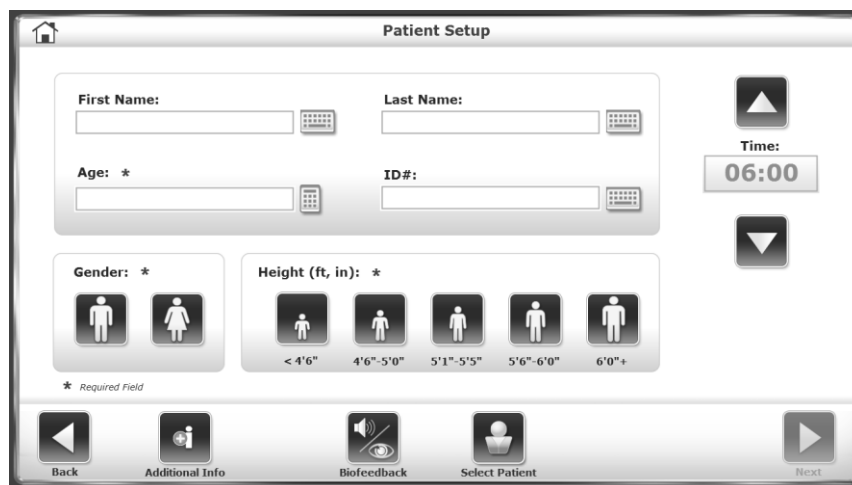 Patient Setup
First Name:
Last Name:
Time:
06:00
Age: *
ID#:
Gender: *
Height (ft, in): *
< 4'6"
4'6"-5'0"
5'1"-5'5"
5'6"-6'0"
6'0"+
* Required Field
Back
Additional Info
Biofeedback
Select Patient
Next